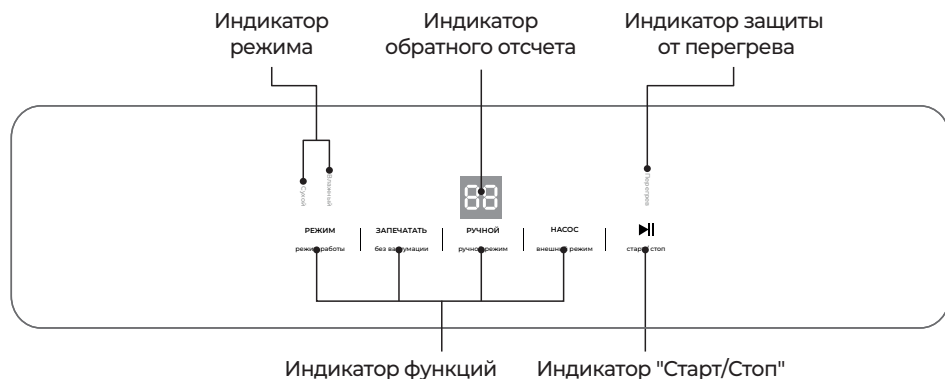 Индикатор
режима
Индикатор
обратного отсчета
Индикатор защиты
от перегрева
Сухой
Влажный
88
Перегрев
РЕЖИМ
режим работы
ЗАПЕЧАТАТЬ
без вакуумации
РУЧНОЙ
ручной режим
НАСОС
внешний режим
старт/ стоп
Индикатор функций
Индикатор "Старт/Стоп"